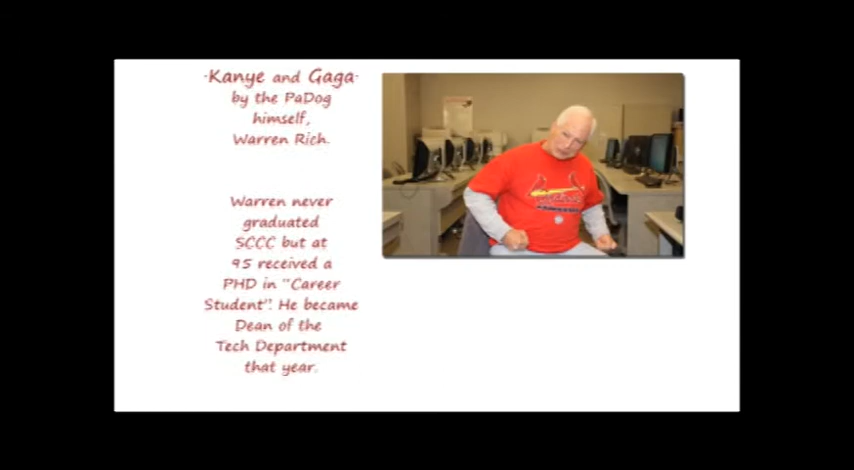 -Kanye and Gaga-
by the PaDog
himself,
Warren Rich.
Warren never
graduated
SCCC but at
95 received a
PHD in "Career
Student". He became
Dean of the
Tech Department
that year.